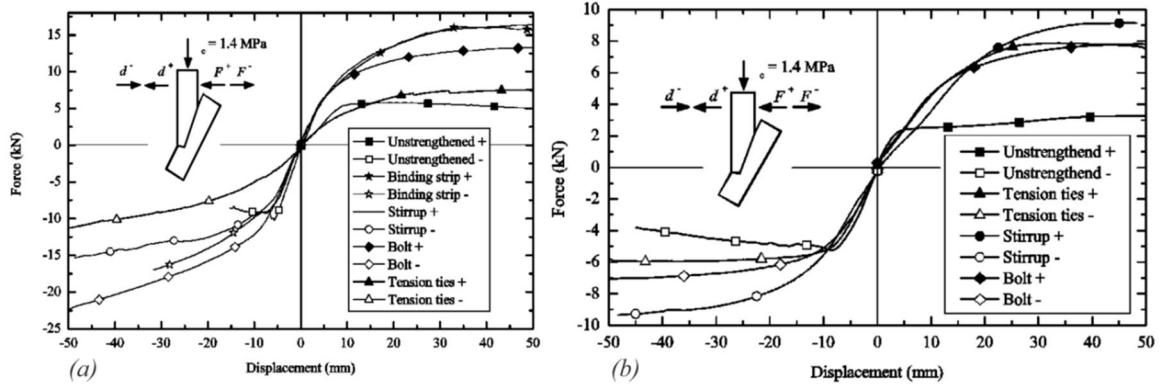 15
10
5
0
-5
-10
-15
-20
-25
Force (kN)
c = 1.4 MPa
d- d+ F+ F-
Unstrengthened +
Unstrengthened -
Binding strip +
Binding strip -
Stirrup +
Stirrup -
Bolt +
Bolt -
Tension ties +
Tension ties -
-50 -40 -30 -20 -10 0 10 20 30 40 50
(a)
Displacement (mm)
10
8
6
4
2
0
-2
-4
-6
-8
-10
Force (kN)
c = 1.4 MPa
d- d+ F+ F-
Unstrengthend +
Unstrengthend -
Tension ties +
Tension ties -
Stirrup +
Stirrup -
Bolt +
Bolt -
-50 -40 -30 -20 -10 0 10 20 30 40 50
(b)
Displacement (mm)